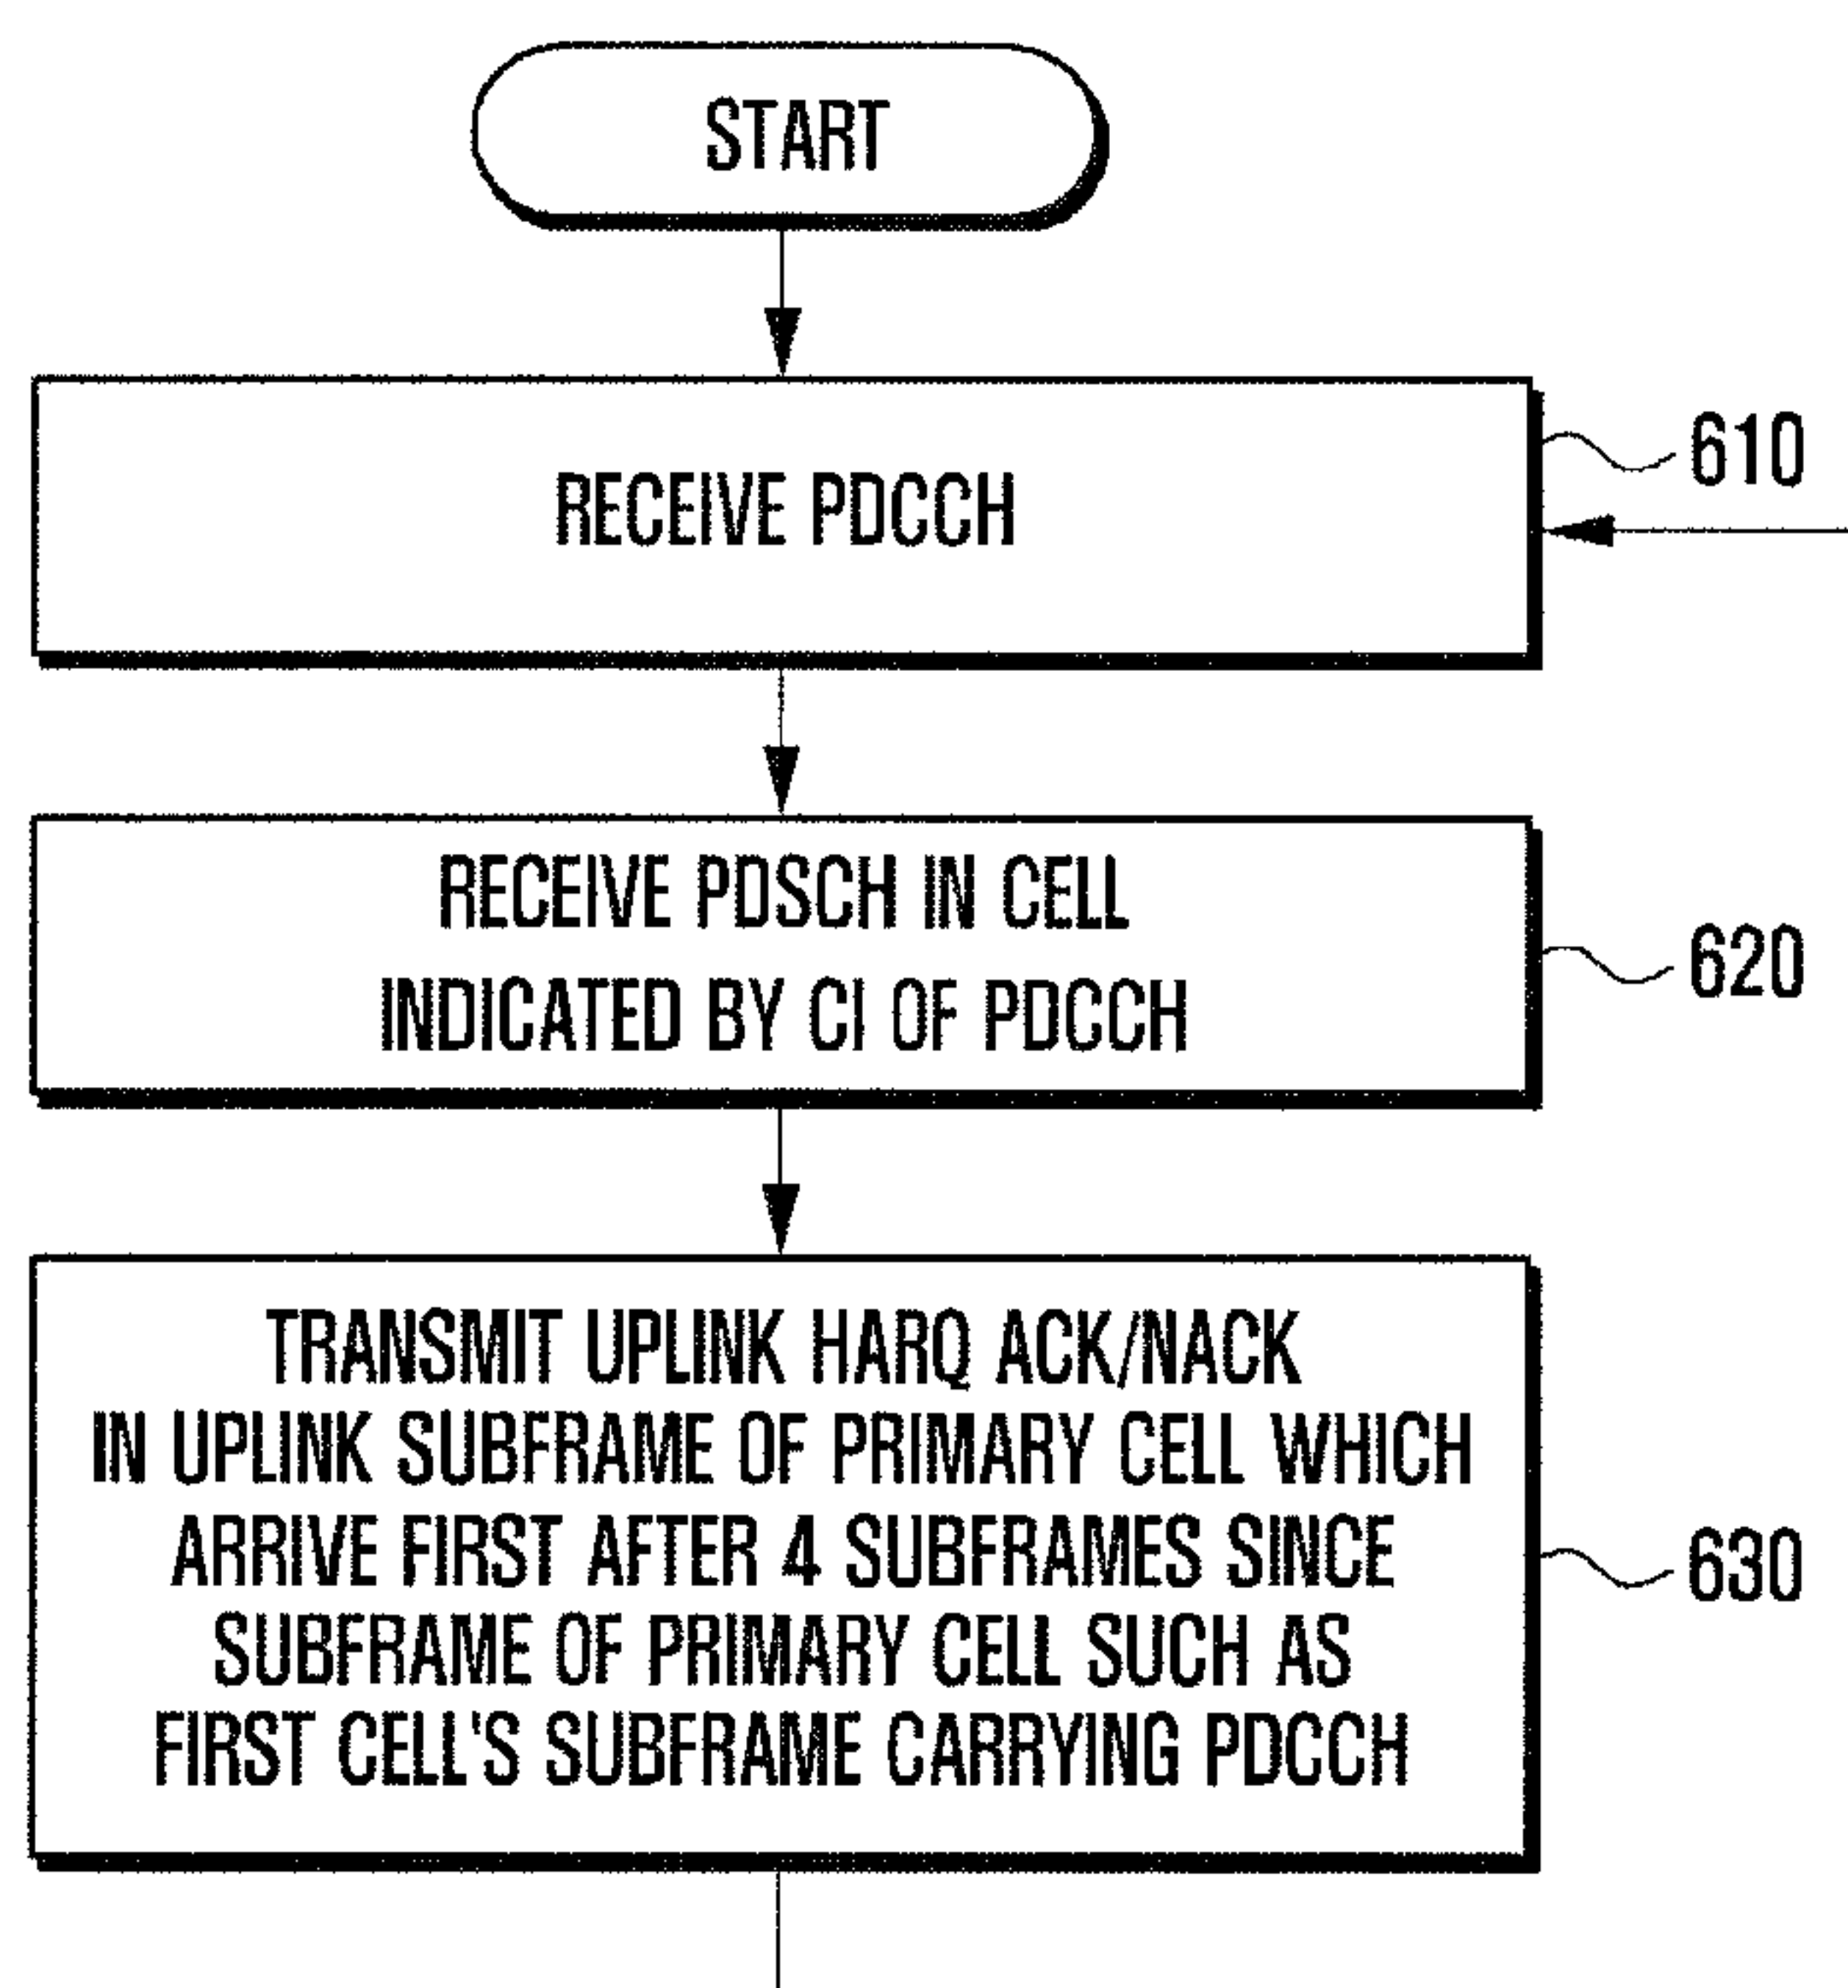 START
RECEIVE PDCCH
610
RECEIVE PDSCH IN CELL
INDICATED BY CI OF PDCCH
620
TRANSMIT UPLINK HARQ ACK/NACK
IN UPLINK SUBFRAME OF PRIMARY CELL WHICH
ARRIVE FIRST AFTER 4 SUBFRAMES SINCE
SUBFRAME OF PRIMARY CELL SUCH AS
FIRST CELL'S SUBFRAME CARRYING PDCCH
630